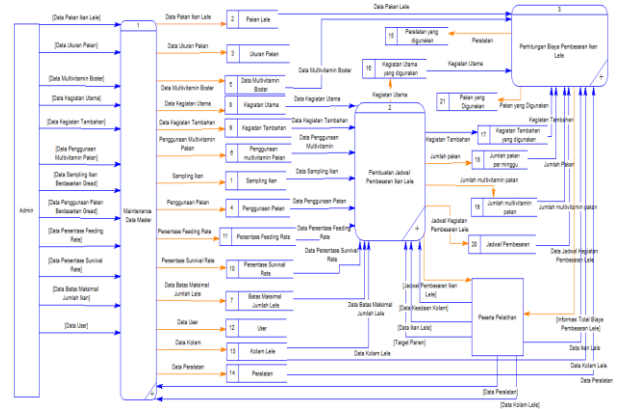 Admin
[Data Pakan Ikan Lele]
[Data Ukuran Pakan]
[Data Multivitamin Boster]
[Data Kegiatan Utama]
[Data Kegiatan Tambahan]
[Data Penggunaan
Multivitamin Pakan]
[Data Sampling Ikan
Berdasarkan Gread]
[Data Penggunaan Pakan
Berdasarkan Gread]
[Data Persentase Feeding
Rate]
[Data Persentase Survival
Rate]
[Data Batas Maksimal
Jumlah Ikan]
[Data User]
1
Maintenance
Data Master
+
Data Pakan Ikan Lele
Data Ukuran Pakan
Data Multivitamin Boster
Data Kegiatan Utama
Data Kegiatan Tambahan
Penggunaan
Multivitamin Pakan
Sampling Ikan
Penggunaan Pakan
Persentase Feeding Rate
Persentase Survival Rate
Data Batas Maksimal
Jumlah Lele
Data User
Data Kolam
Data Peralatan
2 Pakan Lele
3 Ukuran Pakan
5 Data Multivitamin
Boster
8 Kegiatan Utama
9 Kegiatan Tambahan
6 Penggunaan
multivitamin Pakan
1 Sampling Ikan
4 Penggunaan Pakan
11 Persentase Feeding Rate
10 Persentase Survival
Rate
7 Batas Maksimal
Jumlah Lele
12 User
13 Kolam Lele
14 Peralatan
Data Pakan Lele
Data Multivitamin Boster
Data Kegiatan Utama
Data Kegiatan Tambahan
Data Penggunaan
Multivitamin
Data Sampling Ikan
Data Penggunaan Pakan
Data Persentase Feeding
Rate
Data Persentase Survival
Rate
Data Batas Maksimal
Jumlah Lele
Data Kolam Lele
2
Pembuatan Jadwal
Pembesaran Ikan Lele
+
15 Peralatan yang
digunakan
Peralatan
16 Kegiatan Utama
yang digunakan
Kegiatan Utama
Kegiatan Utama
21 Pakan yang
Digunakan
Pakan yang Digunakan
Kegiatan Tambahan
Kegiatan Tambahan
17 Kegiatan Tambahan
yang digunakan
Jumlah pakan
18 Jumlah pakan
per minggu
Jumlah Pakan
Jumlah multivitamin pakan
19 Jumlah multivitamin
pakan
Jumlah multivitamin pakan
Jadwal Kegiatan
Pembesaran Lele
20 Jadwal Pembesaran
Data Jadwal Kegiatan
Pembesaran Lele
3
Perhitungan Biaya Pembesaran Ikan
Lele
+
[Jadwal Pembesaran Ikan
Lele]
[Data Keadaan Kolam]
[Data Ikan Lele]
[Target Panen]
Peserta Pelatihan
[Informasi Total Biaya
Pembesaran Lele]
[Data Ikan Lele]
Data Kolam Lele
Data Peralatan
[Data Peralatan]
[Data Kolam Lele]